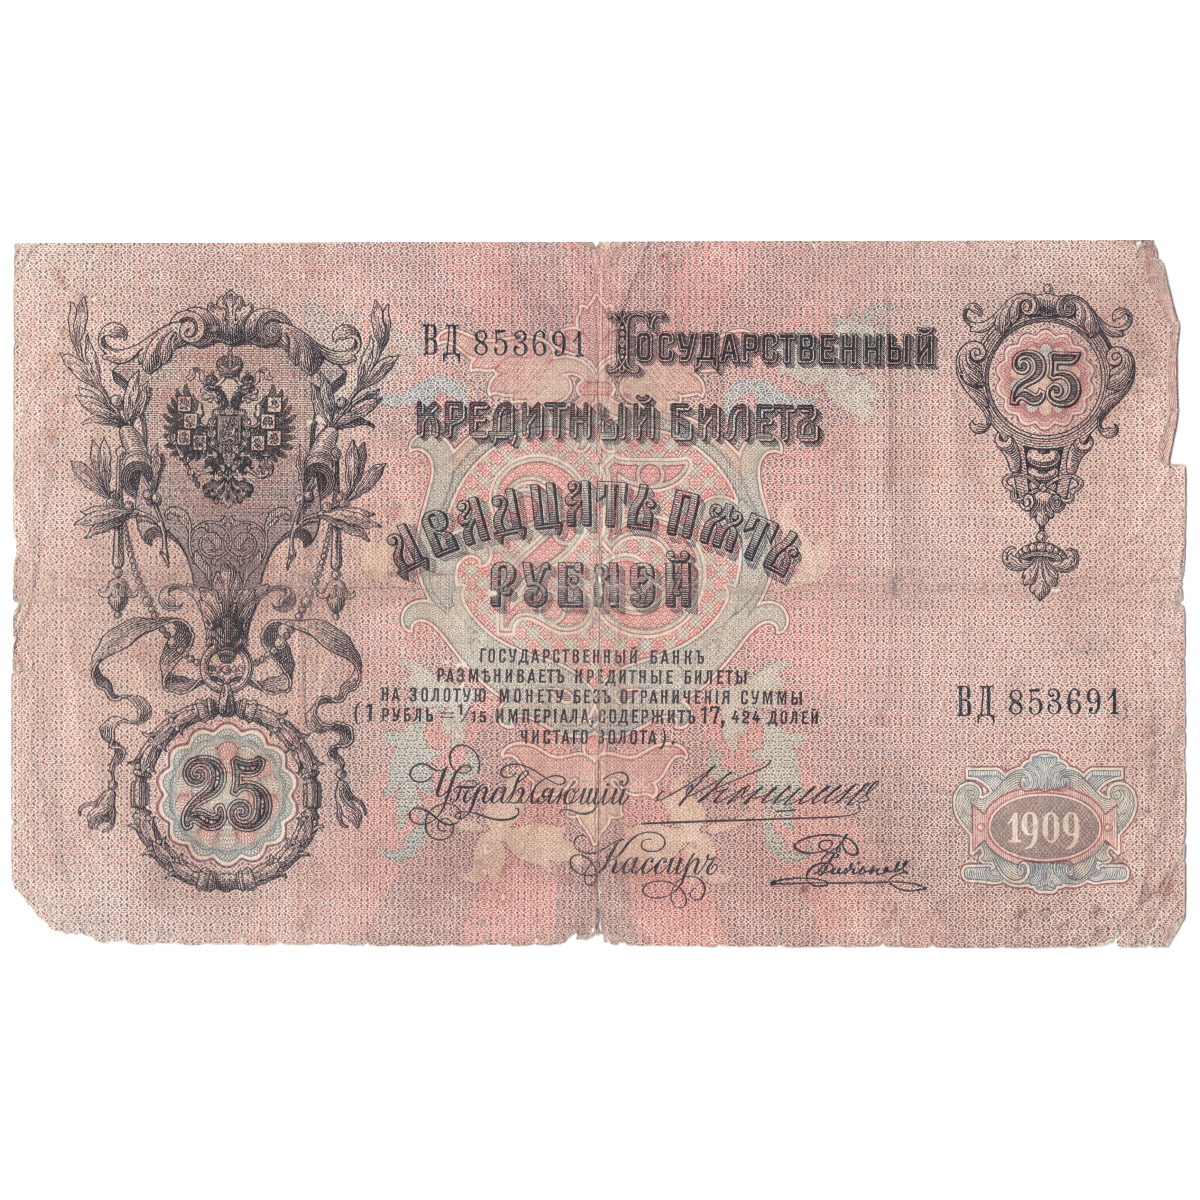 ВД 853691
Государственный
25
кредитный билетъ
двадцать пять
рублей
Государственный банкъ
размѣниваетъ кредитные билеты
на золотую монету безъ ограниченія суммы
(1 рубль = 1/15 имперіала, содержитъ 17, 424 долей
чистаго золота).
ВД 853691
25
Управляющій
Кассиръ
1909